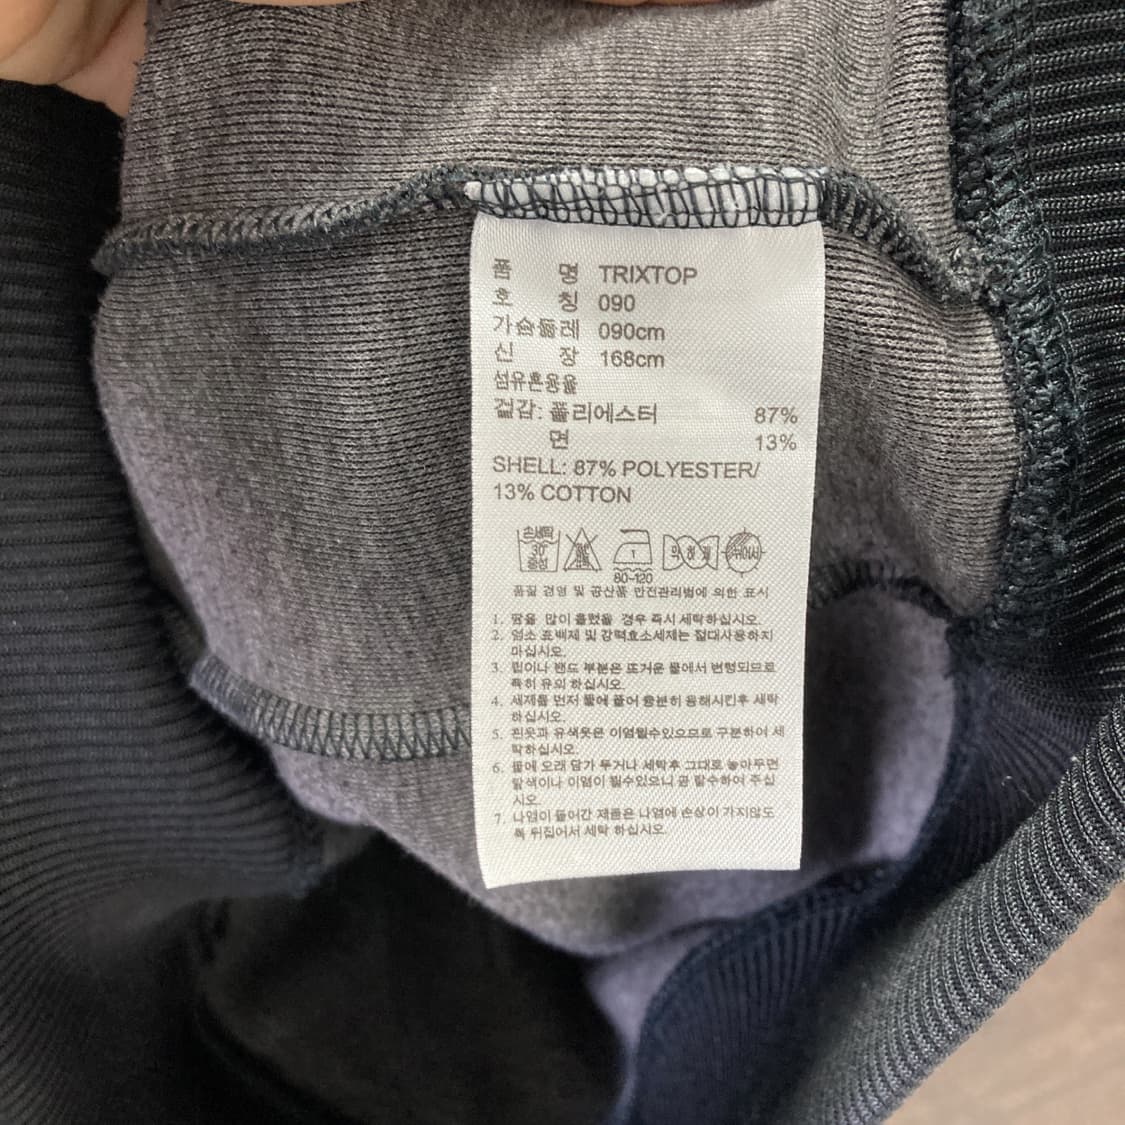 품 명 TRIXTOP
호 칭 090
가슴둘레 090cm
신 장 168cm
섬유혼용율
겉감: 폴리에스터 87%
면 13%
SHELL: 87% POLYESTER/
13% COTTON
손세탁 30° 중성
1
80-120
품질 경영 및 공산품 안전관리법에 의한 표시
1. 땀을 많이 흘렸을 경우 즉시 세탁하십시오.
2. 염소 표백제 및 강력효소세제는 절대사용하지
마십시오.
3. 립이나 밴드 부분은 뜨거운 물에서 변형되므로
특히 유의 하십시오.
4. 세제를 먼저 물에 풀어 충분히 용해시킨후 세탁
하십시오.
5. 흰옷과 유색옷은 이염될수있으므로 구분하여 세
탁하십시오.
6. 물에 오래 담가 두거나 세탁후 그대로 놓아두면
탈색이나 이염이 될수있으니 곧 탈수하여 주십
시오.
7. 나염이 들어간 제품은 나염에 손상이 가지않도
록 뒤집어서 세탁 하십시오.